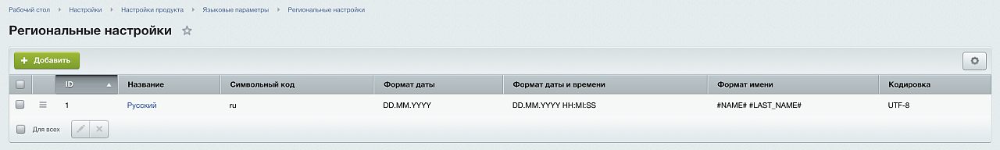 Рабочий стол Настройки Настройки продукта Языковые параметры Региональные настройки
Региональные настройки
Добавить
ID Название Символьный код Формат даты Формат даты и времени Формат имени Кодировка
1 Русский ru DD.MM.YYYY DD.MM.YYYY HH:MI:SS #NAME# #LAST_NAME# UTF-8
Для всех